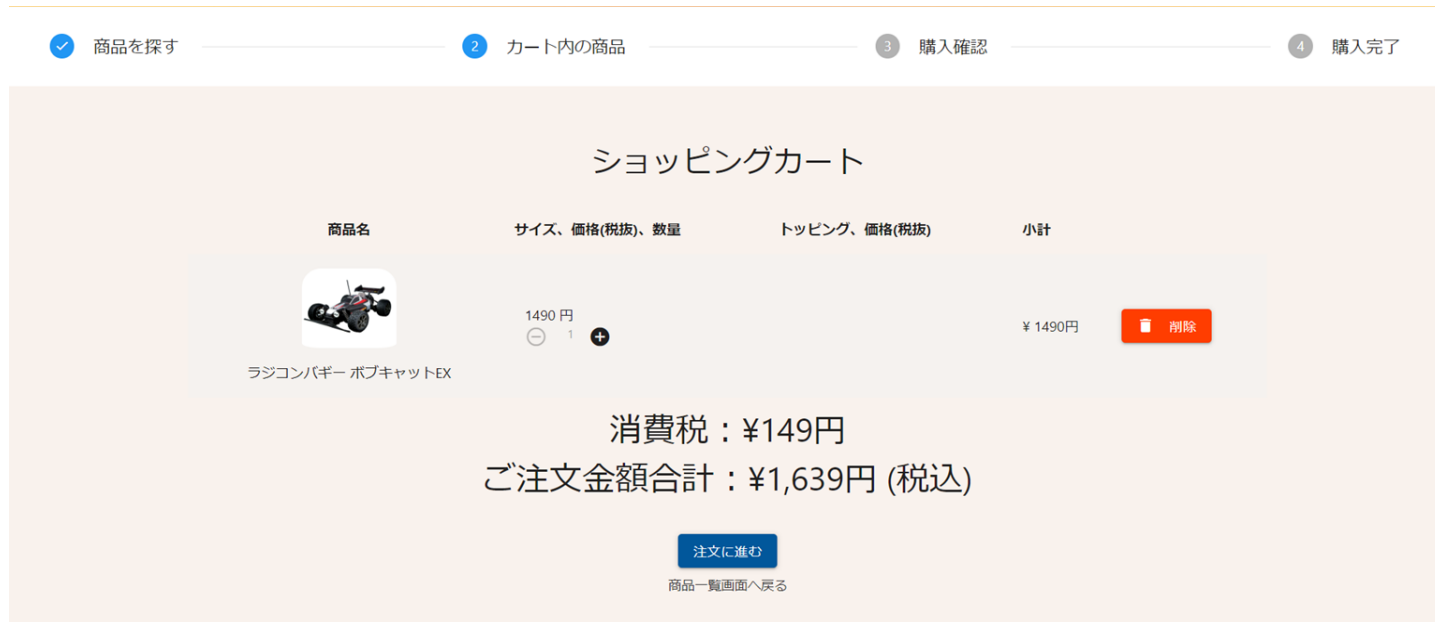 商品を探す 2 カート内の商品 3 購入確認 4 購入完了
ショッピングカート
商品名 サイズ、価格(税抜)、数量 トッピング、価格(税抜) 小計
1490 円
1
¥ 1490円 削除
ラジコンバギー ボブキャットEX
消費税：¥149円
ご注文金額合計：¥1,639円 (税込)
注文に進む
商品一覧画面へ戻る